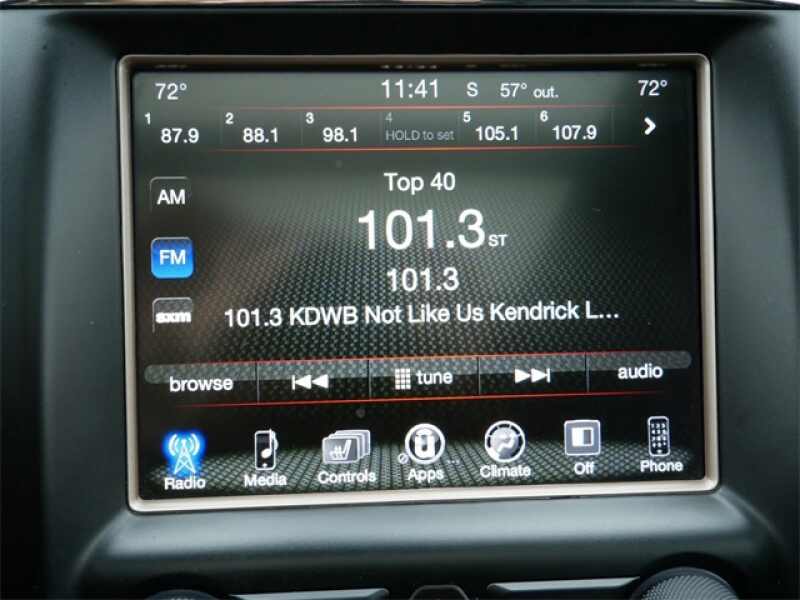 72° 11:41 S 57° out. 72°
1 87.9 2 88.1 3 98.1 4 HOLD to set 5 105.1 6 107.9
Top 40
AM
101.3 ST
FM
101.3
sxm
101.3 KDWB Not Like Us Kendrick L...
browse tune audio
Radio Media Controls Apps Climate Off Phone